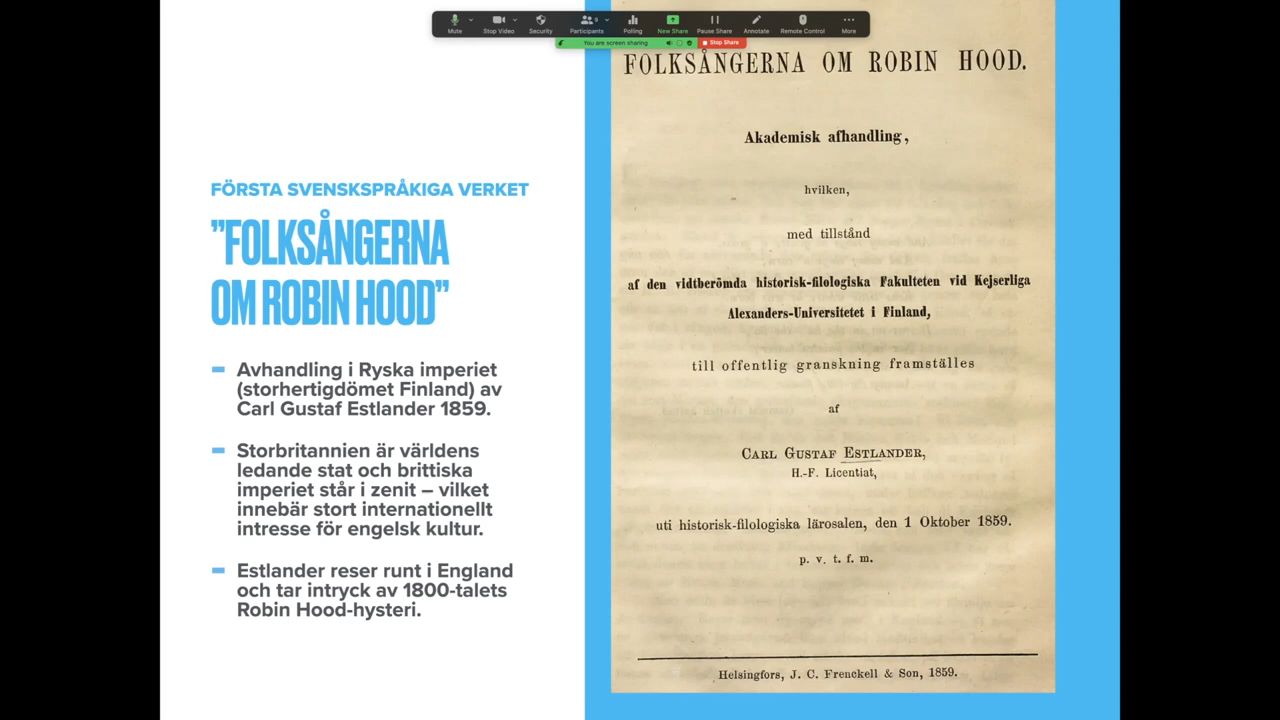 Mute
Stop Video
Security
Participants
8
Polling
New Share
Pause Share
Annotate
Remote Control
More
You are screen sharing
Stop Share
FÖRSTA SVENSKSPRÅKIGA VERKET
”FOLKSÅNGERNA
OM ROBIN HOOD”
Avhandling i Ryska imperiet
(storhertigdömet Finland) av
Carl Gustaf Estlander 1859.
Storbritannien är världens
ledande stat och brittiska
imperiet står i zenit – vilket
innebär stort internationellt
intresse för engelsk kultur.
Estlander reser runt i England
och tar intryck av 1800-talets
Robin Hood-hysteri.
FOLKSÅNGERNA OM ROBIN HOOD.
Akademisk afhandling,
hvilken,
med tillstånd
af den vidtberömda historisk-filologiska Fakulteten vid Kejserliga
Alexanders-Universitetet i Finland,
till offentlig granskning framställes
af
CARL GUSTAF ESTLANDER,
H.-F. Licentiat,
uti historisk-filologiska lärosalen, den 1 Oktober 1859.
p. v. t. f. m.
Helsingfors, J. C. Frenckell & Son, 1859.